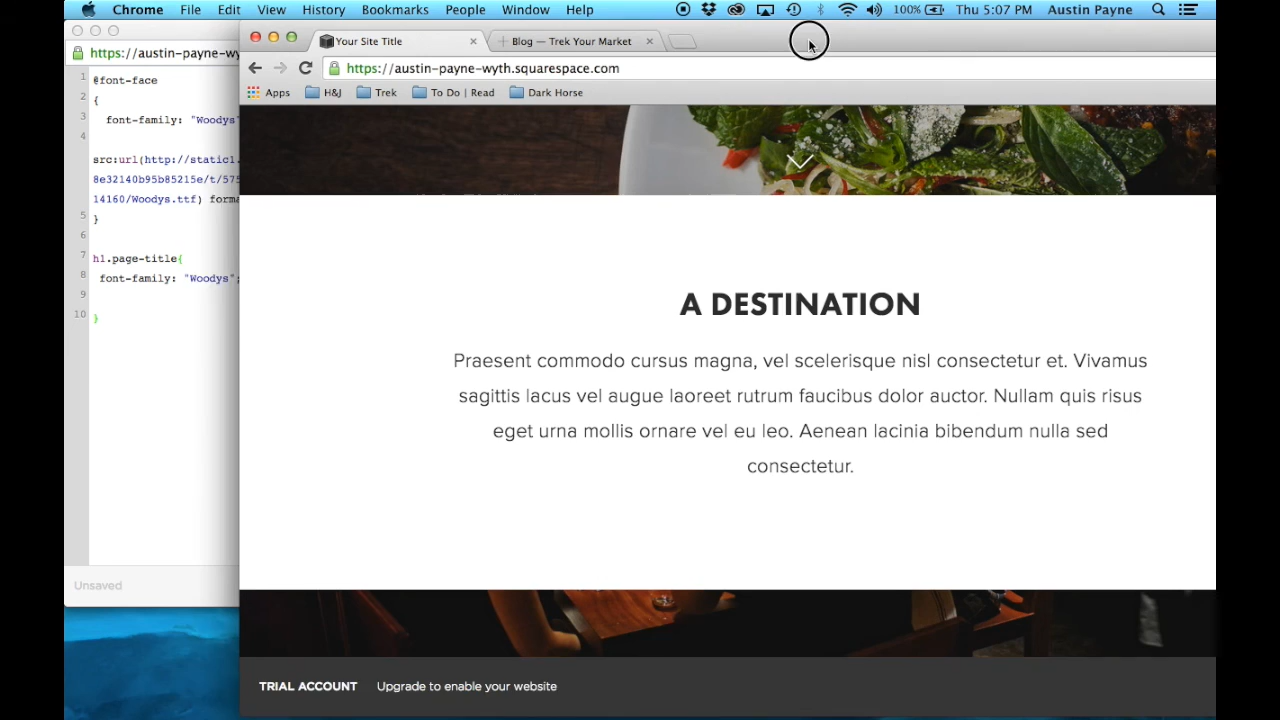 Chrome File Edit View History Bookmarks People Window Help 100% Thu 5:07 PM Austin Payne
Your Site Title Blog — Trek Your Market
https://austin-payne-wy
https://austin-payne-wyth.squarespace.com
Apps H&J Trek To Do | Read Dark Horse
1 @font-face
2 {
3 font-family: "Woodys"
4
src:url(http://static1.
8e32140b95b85215e/t/575
14160/Woodys.ttf) forma
5 }
6
7 h1.page-title{
8 font-family: "Woodys";
9
10 }
Unsaved
A DESTINATION
Praesent commodo cursus magna, vel scelerisque nisl consectetur et. Vivamus
sagittis lacus vel augue laoreet rutrum faucibus dolor auctor. Nullam quis risus
eget urna mollis ornare vel eu leo. Aenean lacinia bibendum nulla sed
consectetur.
TRIAL ACCOUNT Upgrade to enable your website